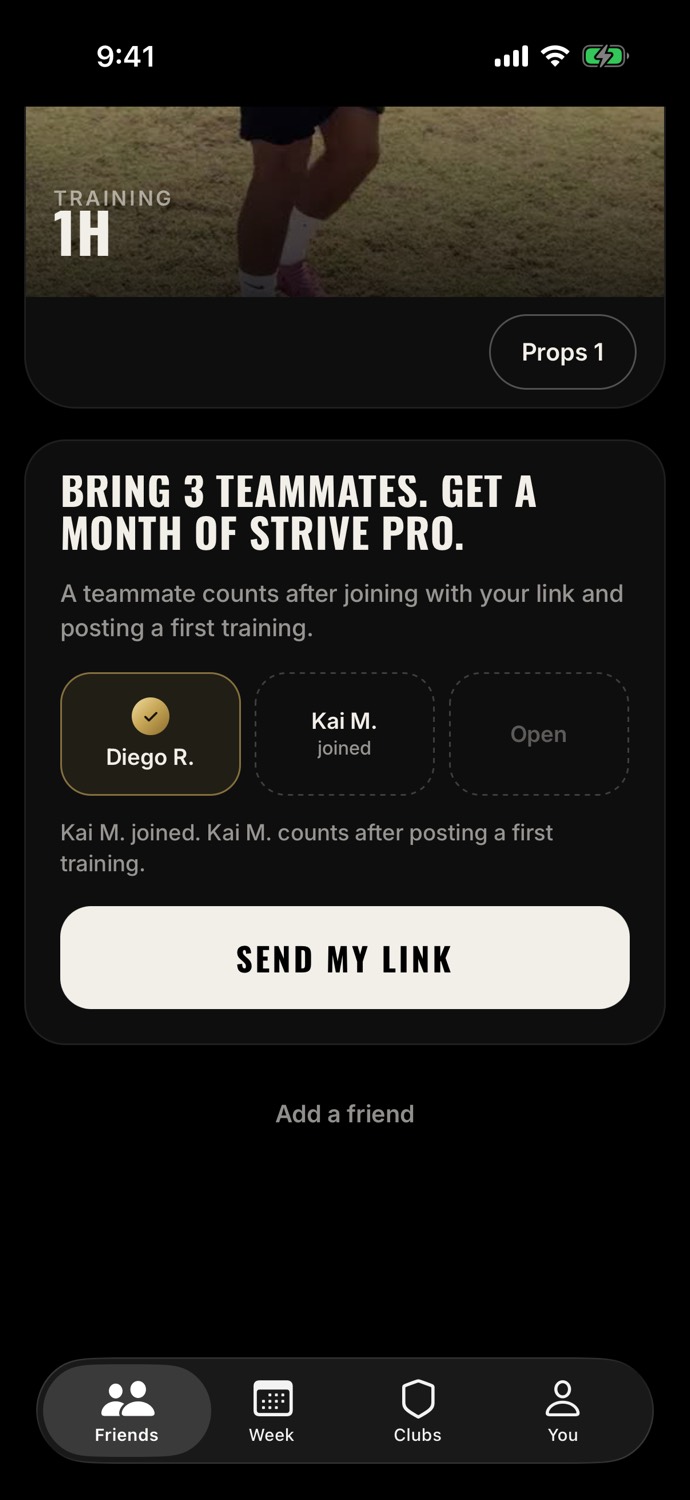 9:41
TRAINING
1H
Props 1
BRING 3 TEAMMATES. GET A
MONTH OF STRIVE PRO.
A teammate counts after joining with your link and
posting a first training.
Diego R.
Kai M.
joined
Open
Kai M. joined. Kai M. counts after posting a first
training.
SEND MY LINK
Add a friend
Friends
Week
Clubs
You